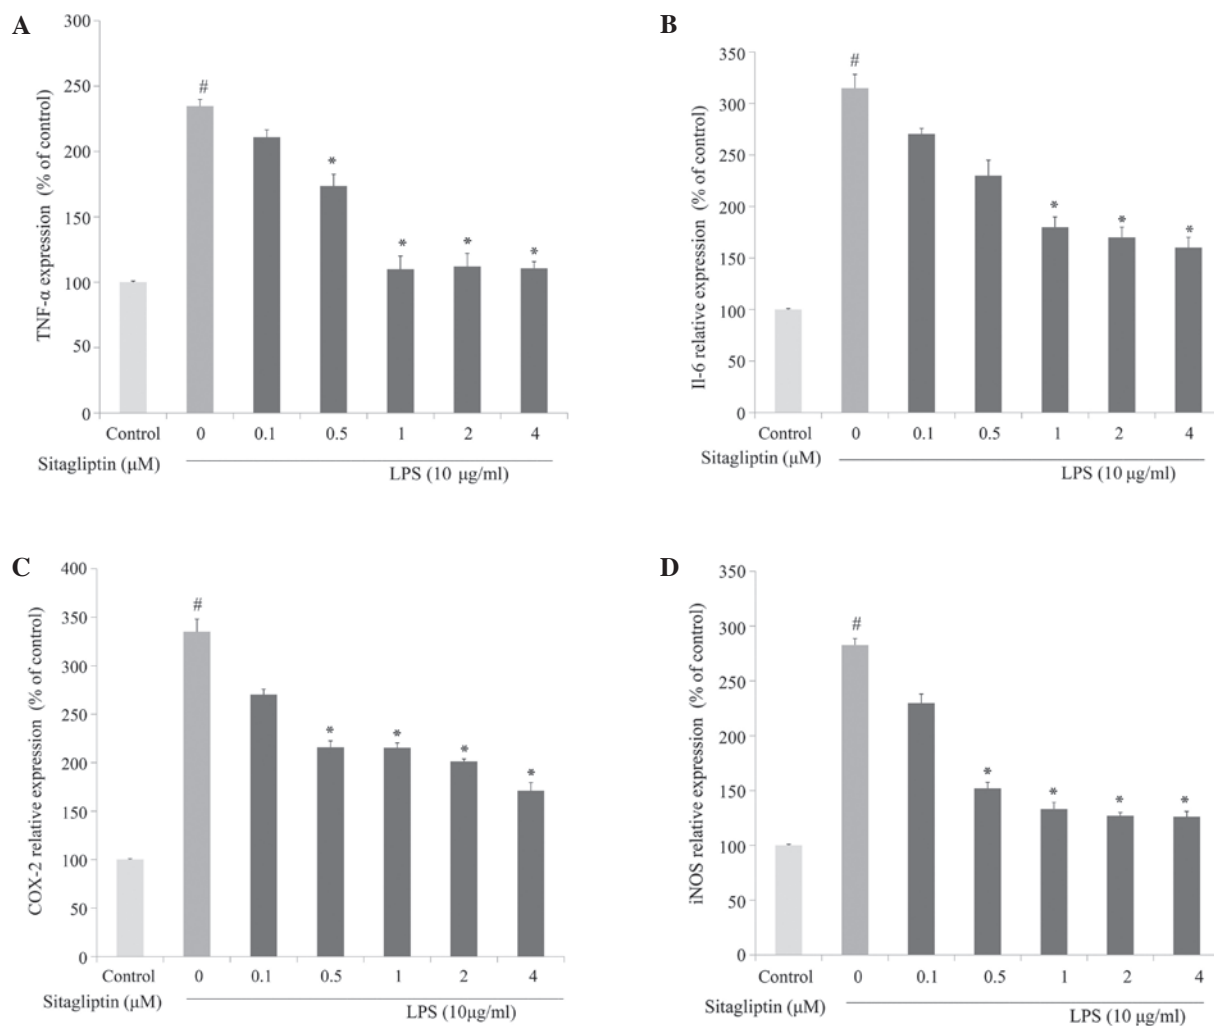 A
TNF-α expression (% of control)
300
250
200
150
100
50
0
#
*
*
*
*
Control 0 0.1 0.5 1 2 4
Sitagliptin (μM)
LPS (10 μg/ml)
B
Il-6 relative expression (% of control)
350
300
250
200
150
100
50
0
#
*
*
*
Control 0 0.1 0.5 1 2 4
Sitagliptin (μM)
LPS (10 μg/ml)
C
COX-2 relative expression (% of control)
400
350
300
250
200
150
100
50
0
#
*
*
*
*
Control 0 0.1 0.5 1 2 4
Sitagliptin (μM)
LPS (10μg/ml)
D
iNOS relative expression (% of control)
350
300
250
200
150
100
50
0
#
*
*
*
*
Control 0 0.1 0.5 1 2 4
Sitagliptin (μM)
LPS (10 μg/ml)